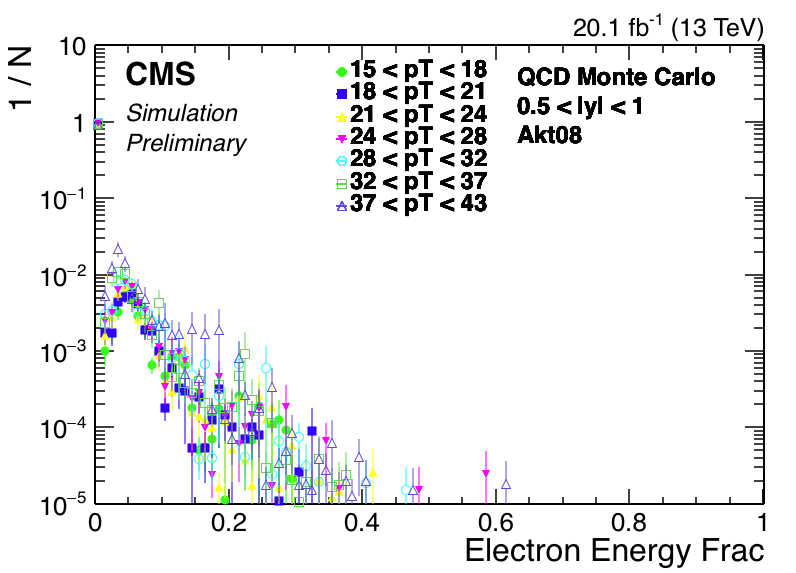 20.1 fb⁻¹ (13 TeV)
1 / N
10
1
10⁻¹
10⁻²
10⁻³
10⁻⁴
10⁻⁵
CMS
Simulation
Preliminary
15 < pT < 18
18 < pT < 21
21 < pT < 24
24 < pT < 28
28 < pT < 32
32 < pT < 37
37 < pT < 43
QCD Monte Carlo
0.5 < |y| < 1
Akt08
0 0.2 0.4 0.6 0.8 1
Electron Energy Frac